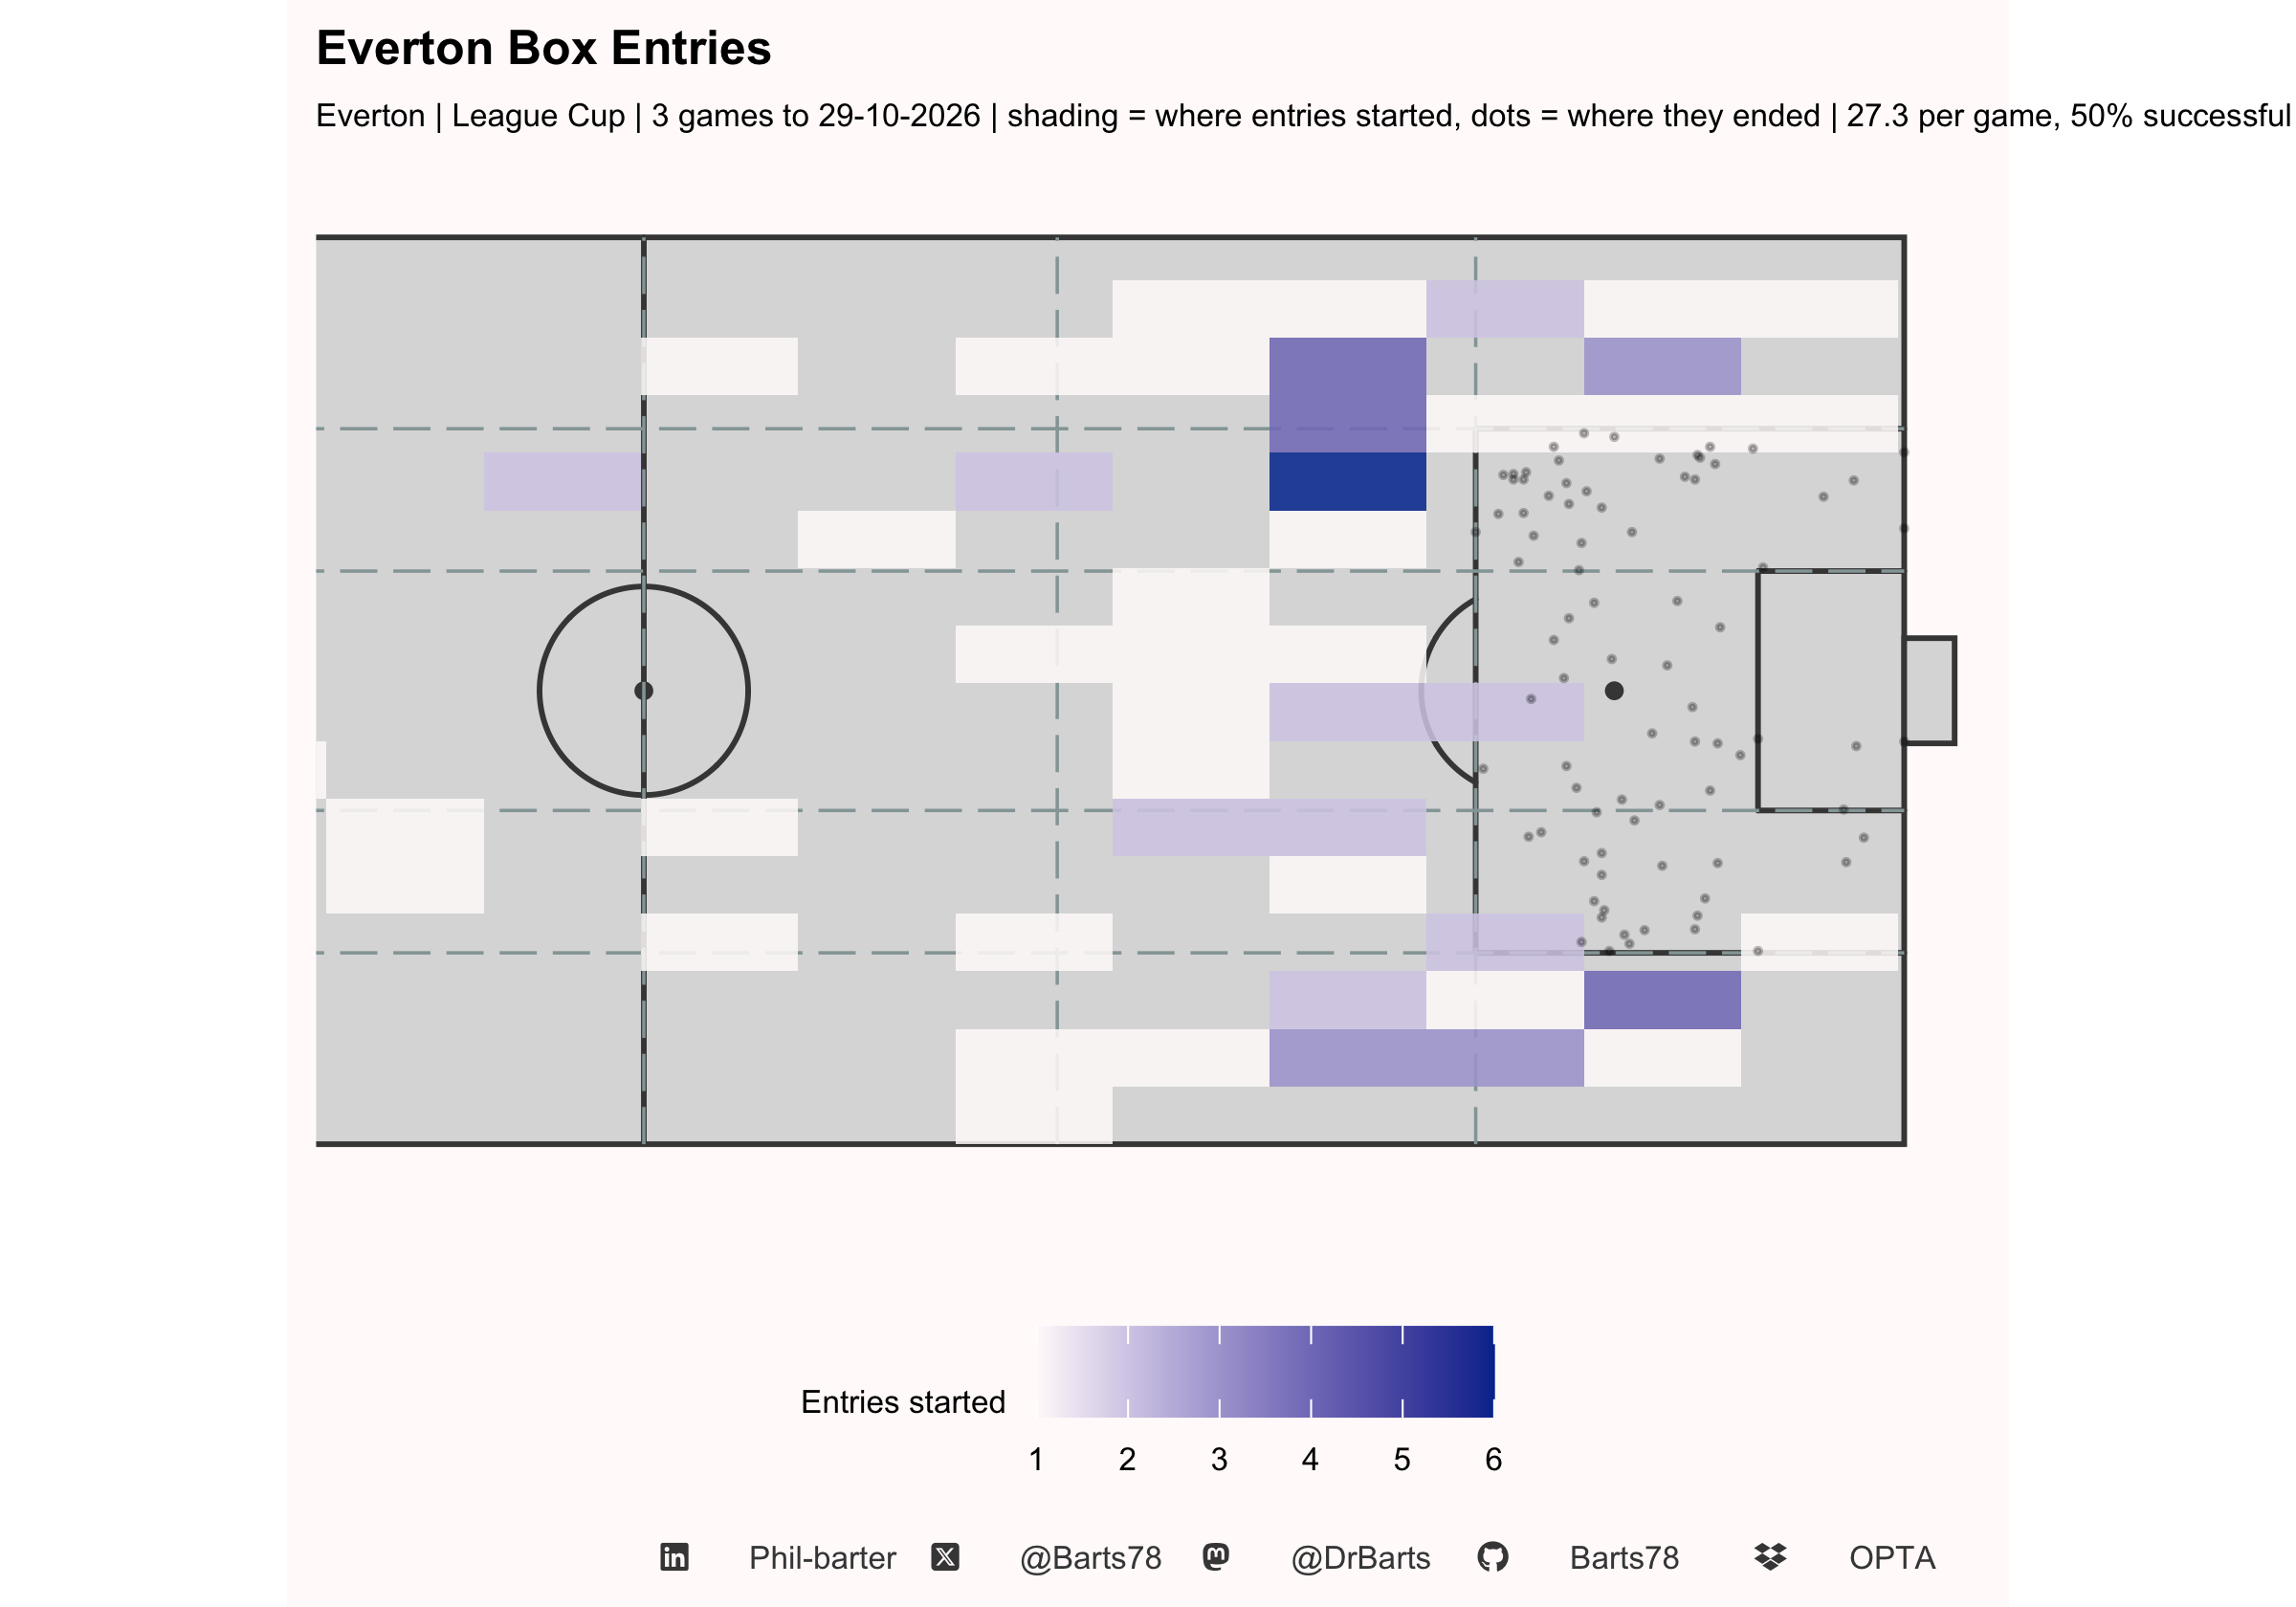 Everton Box Entries
Everton | League Cup | 3 games to 29-10-2026 | shading = where entries started, dots = where they ended | 27.3 per game, 50% successful
Entries started
1 2 3 4 5 6
Phil-barter @Barts78 @DrBarts Barts78 OPTA